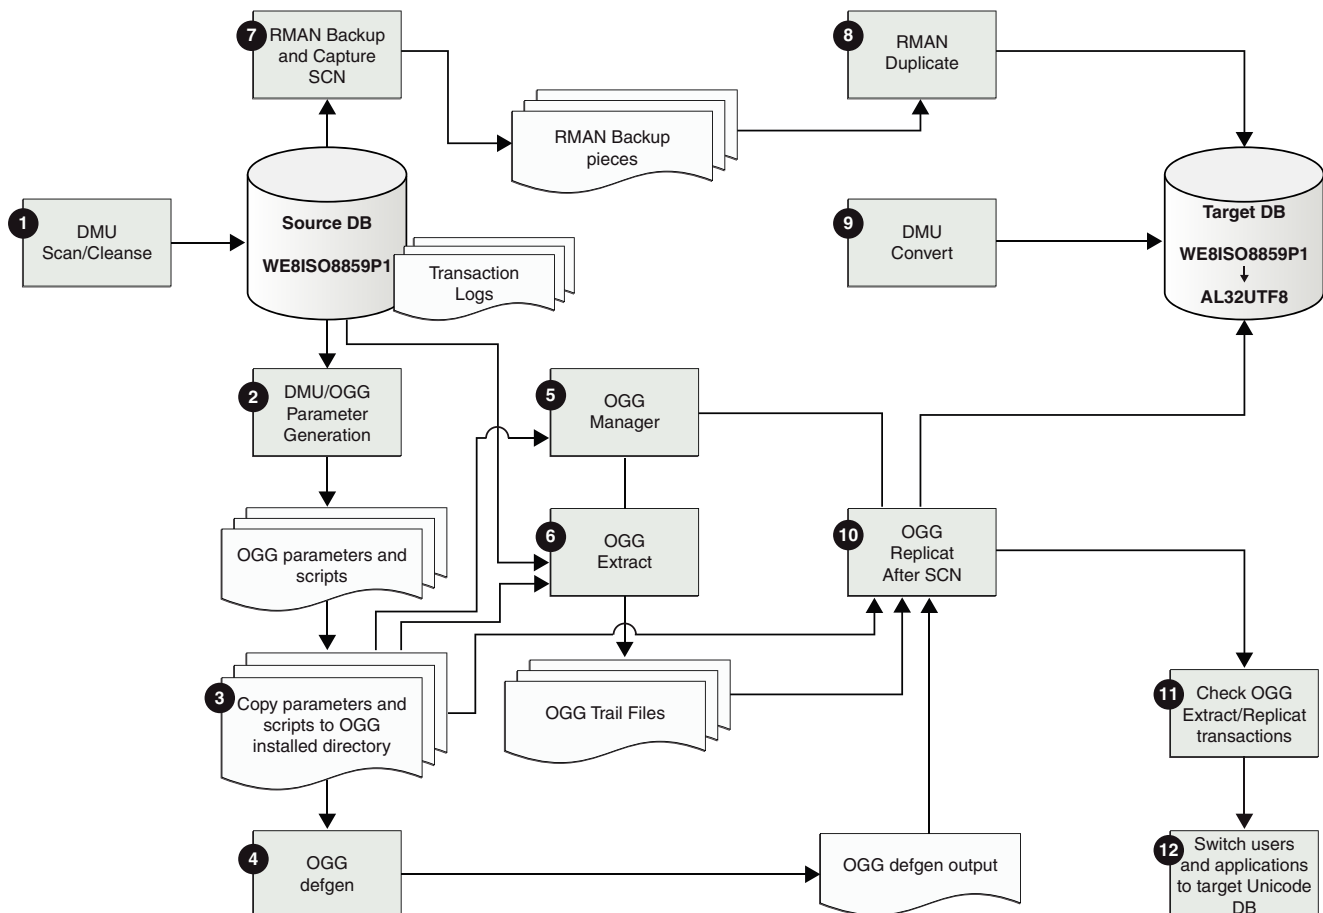 7
RMAN Backup
and Capture
SCN
8
RMAN
Duplicate
RMAN Backup
pieces
1
DMU
Scan/Cleanse
Source DB
WE8ISO8859P1
Transaction
Logs
9
DMU
Convert
Target DB
WE8ISO8859P1
AL32UTF8
2
DMU/OGG
Parameter
Generation
5
OGG
Manager
OGG parameters and
scripts
6
OGG
Extract
10
OGG
Replicat
After SCN
3
Copy parameters and
scripts to OGG
installed directory
OGG Trail Files
11
Check OGG
Extract/Replicat
transactions
4
OGG
defgen
OGG defgen output
12
Switch users
and applications
to target Unicode
DB